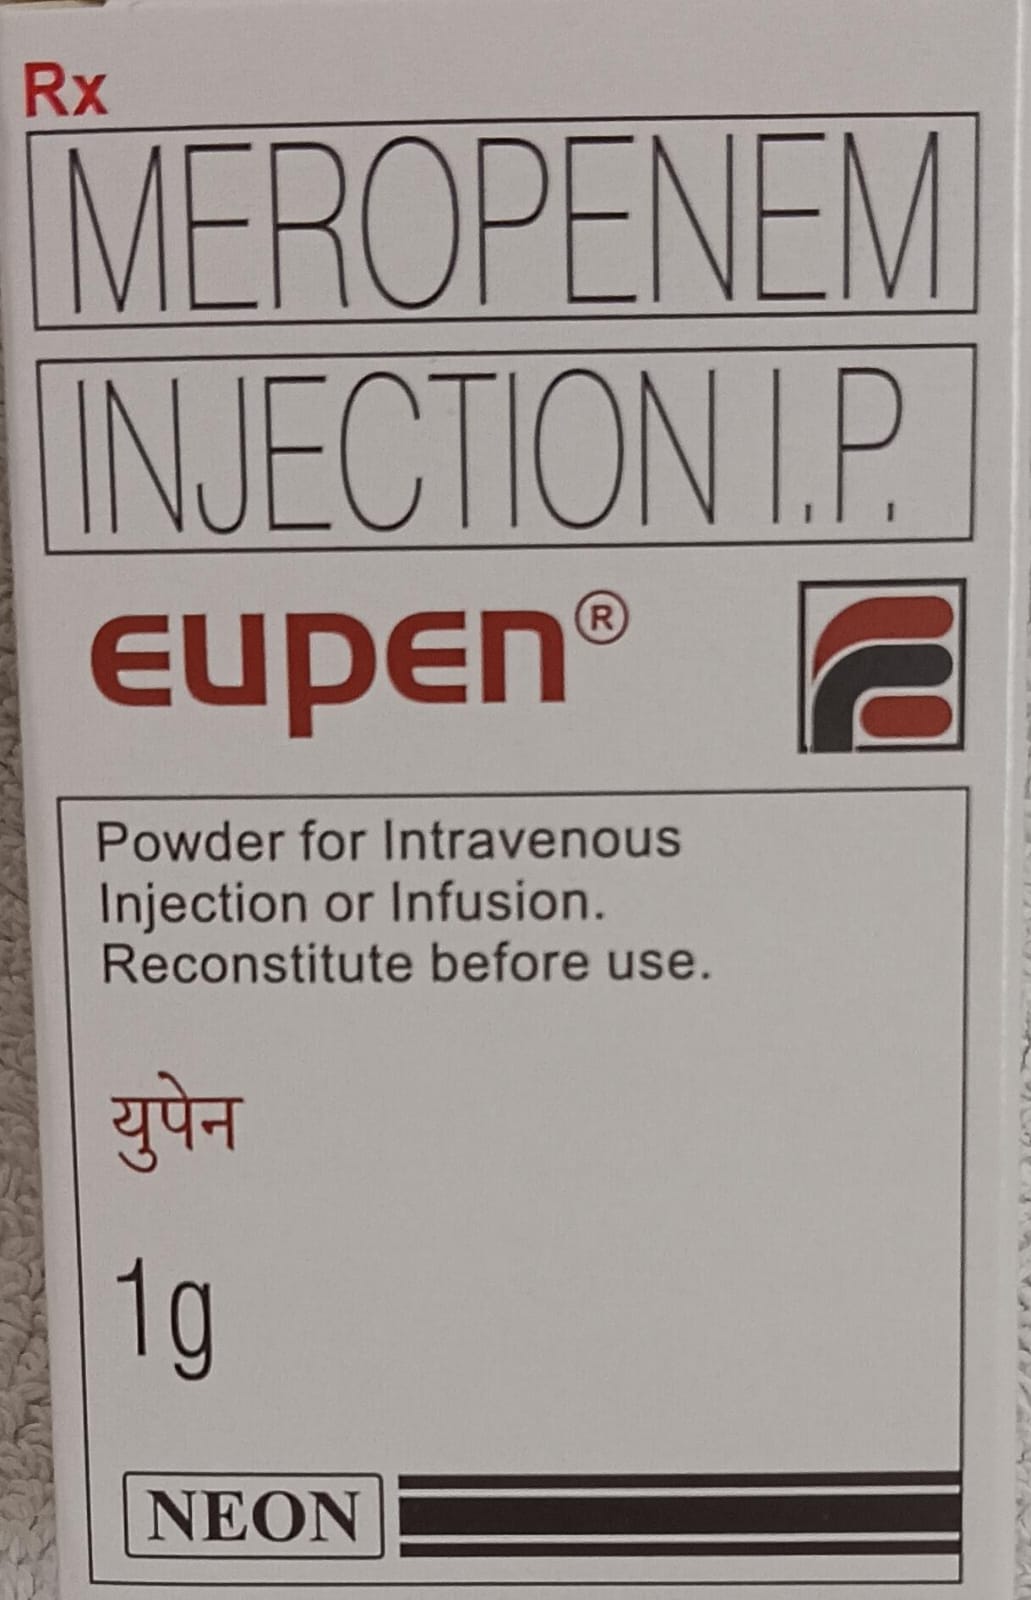 Rx
MEROPENEM
INJECTION I.P.
EUPEN®
Powder for Intravenous
Injection or Infusion.
Reconstitute before use.
युपेन
1g
NEON